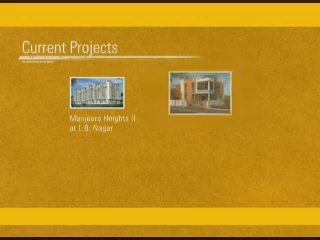 Current Projects
Manjeera Heights II
at L.B. Nagar